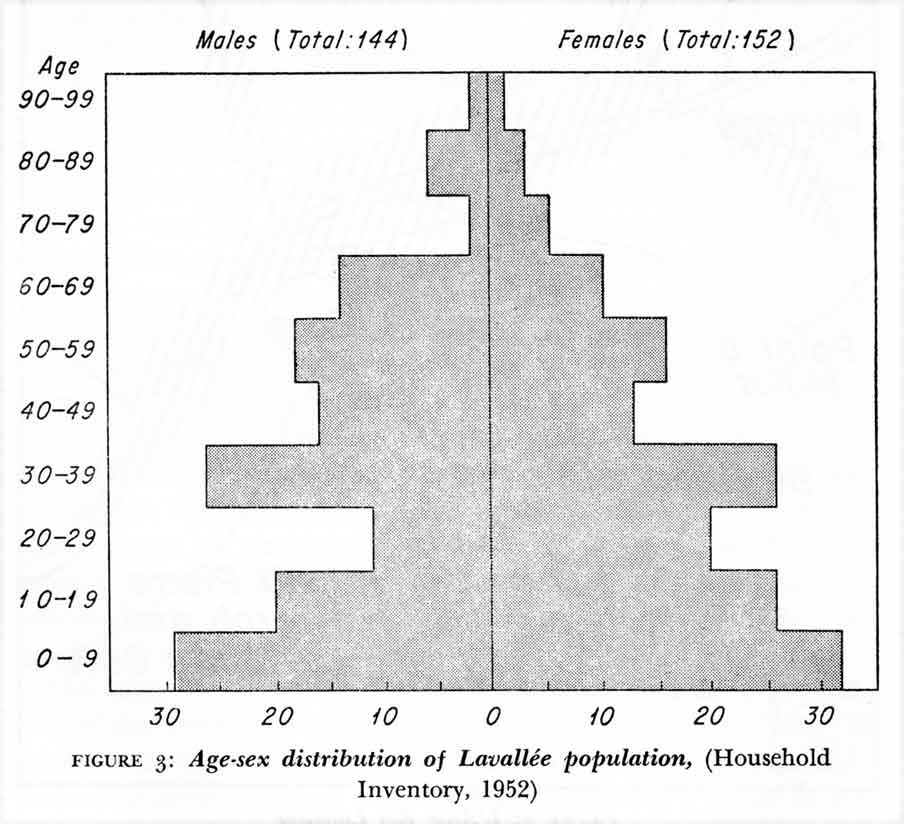 Males (Total:144) Females (Total:152)
Age
90-99
80-89
70-79
60-69
50-59
40-49
30-39
20-29
10-19
0-9
30 20 10 0 10 20 30
FIGURE 3: Age-sex distribution of Lavallée population, (Household
Inventory, 1952)